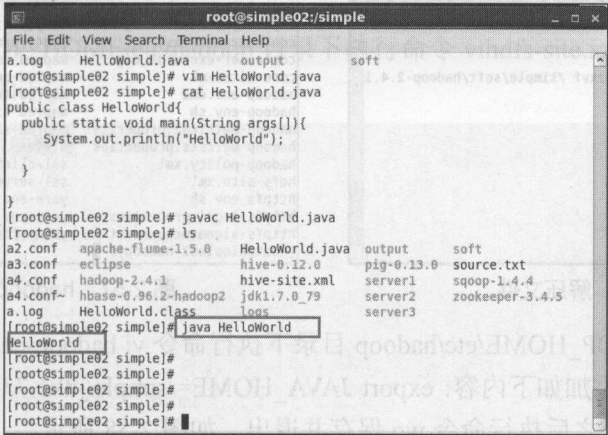 root@simple02:/simple
File Edit View Search Terminal Help
a.log HelloWorld.java output soft
[root@simple02 simple]# vim HelloWorld.java
[root@simple02 simple]# cat HelloWorld.java
public class HelloWorld{
public static void main(String args[]){
System.out.println("HelloWorld");
}
}
[root@simple02 simple]# javac HelloWorld.java
[root@simple02 simple]# ls
a2.conf apache-flume-1.5.0 HelloWorld.java output soft
a3.conf eclipse hive-0.12.0 pig-0.13.0 source.txt
a4.conf hadoop-2.4.1 hive-site.xml server1 sqoop-1.4.4
a4.conf~ hbase-0.96.2-hadoop2 jdk1.7.0_79 server2 zookeeper-3.4.5
a.log HelloWorld.class logs server3
[root@simple02 simple]# java HelloWorld
HelloWorld
[root@simple02 simple]#
[root@simple02 simple]#
[root@simple02 simple]#
[root@simple02 simple]#
[root@simple02 simple]#